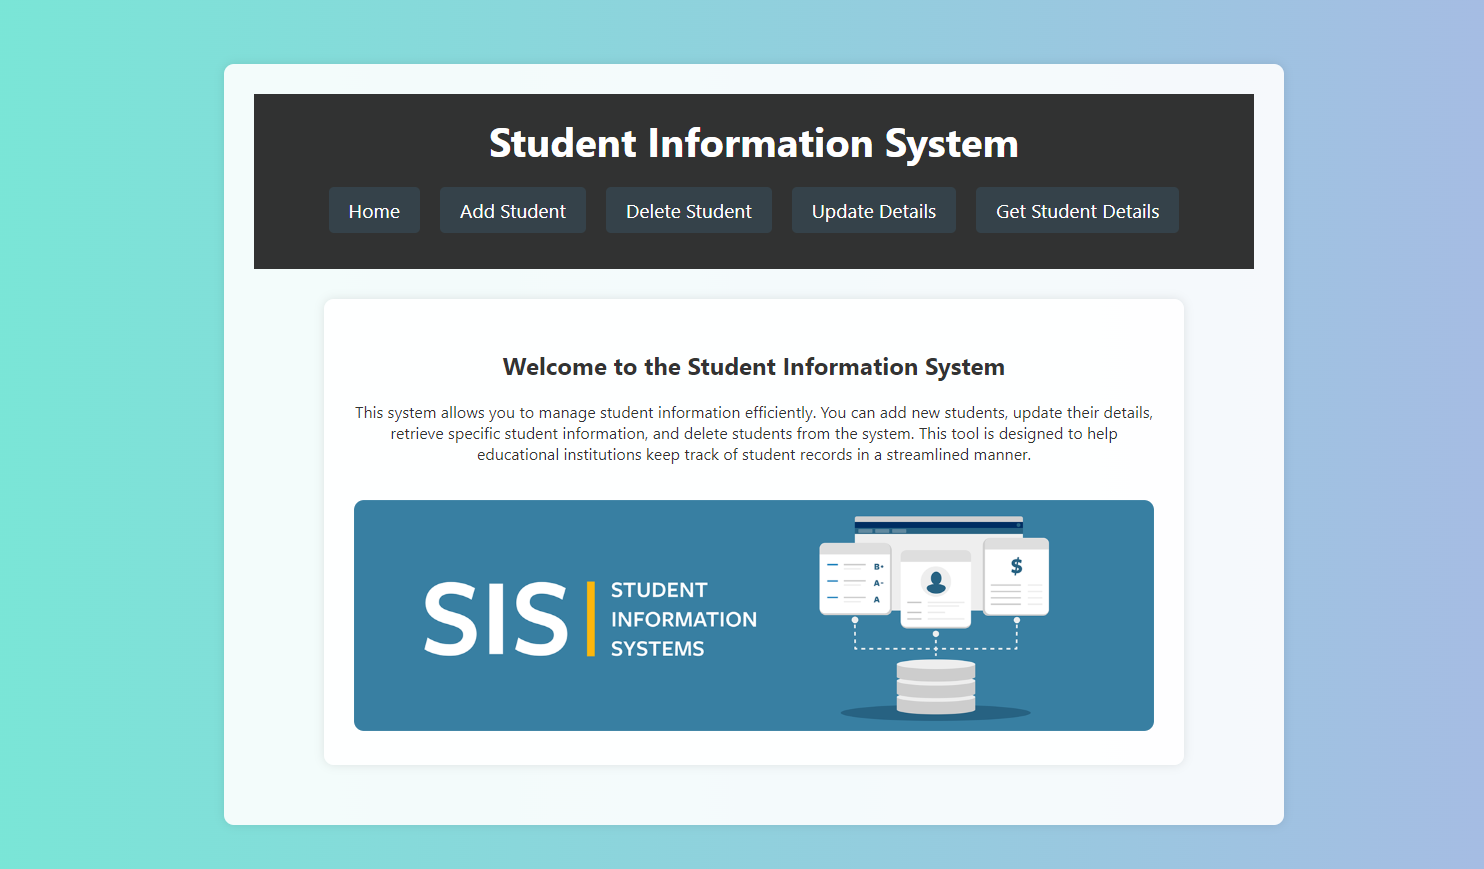 Student Information System
Home
Add Student
Delete Student
Update Details
Get Student Details
Welcome to the Student Information System
This system allows you to manage student information efficiently. You can add new students, update their details,
retrieve specific student information, and delete students from the system. This tool is designed to help
educational institutions keep track of student records in a streamlined manner.
SIS
STUDENT
INFORMATION
SYSTEMS
B+
A-
A
$